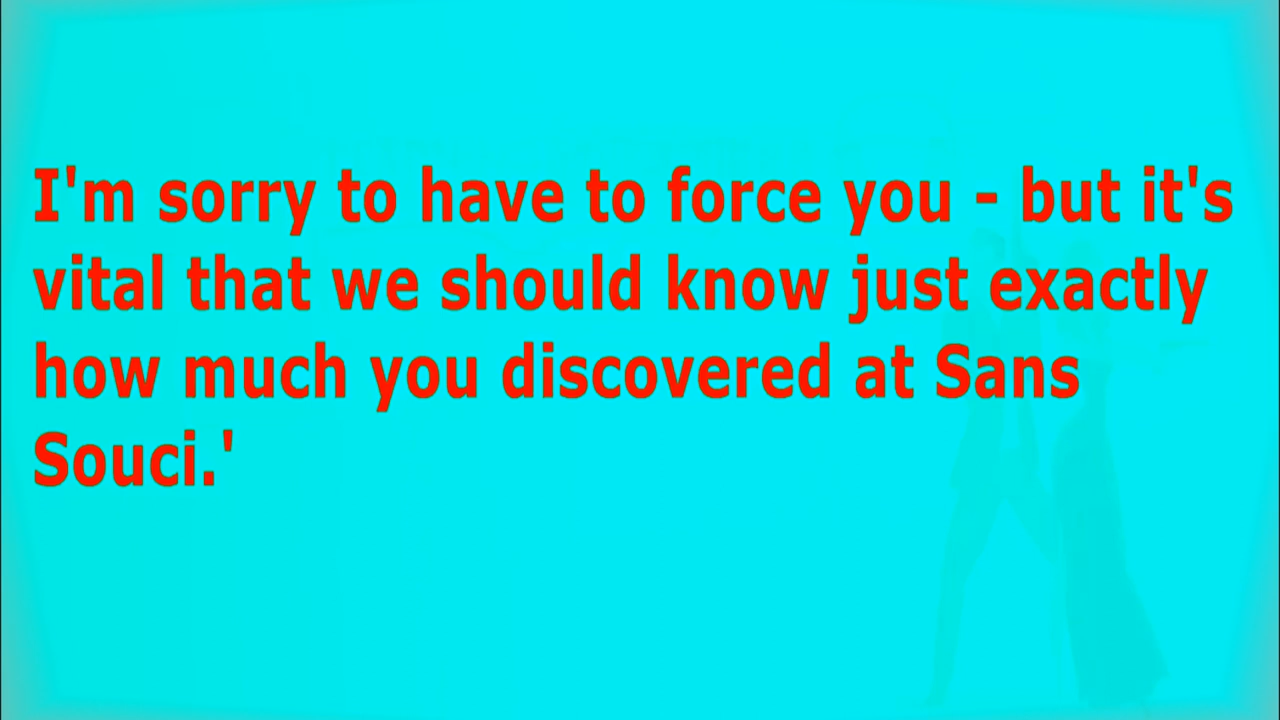 I'm sorry to have to force you - but it's
vital that we should know just exactly
how much you discovered at Sans
Souci.'